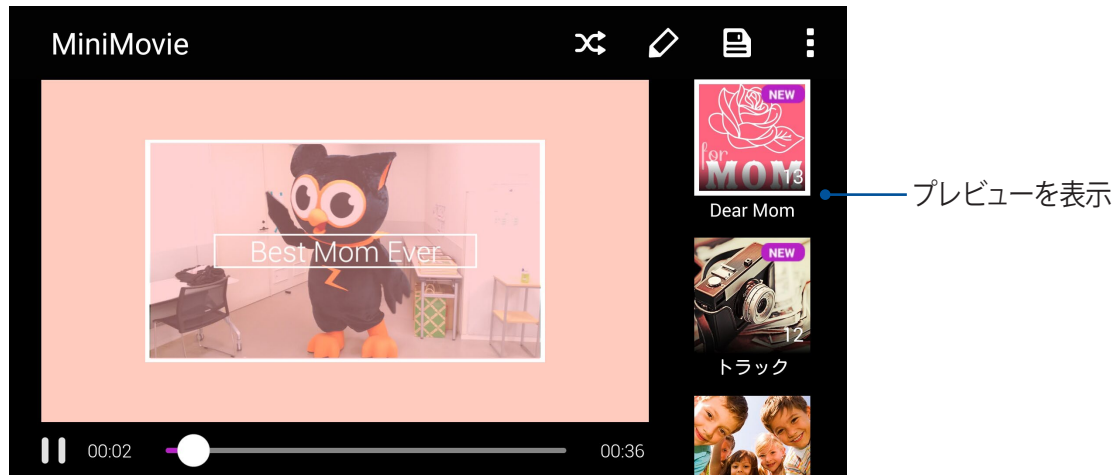 MiniMovie
NEW
for
MOM
13
Dear Mom
プレビューを表示
Best Mom Ever
NEW
12
トラック
00:02
00:36